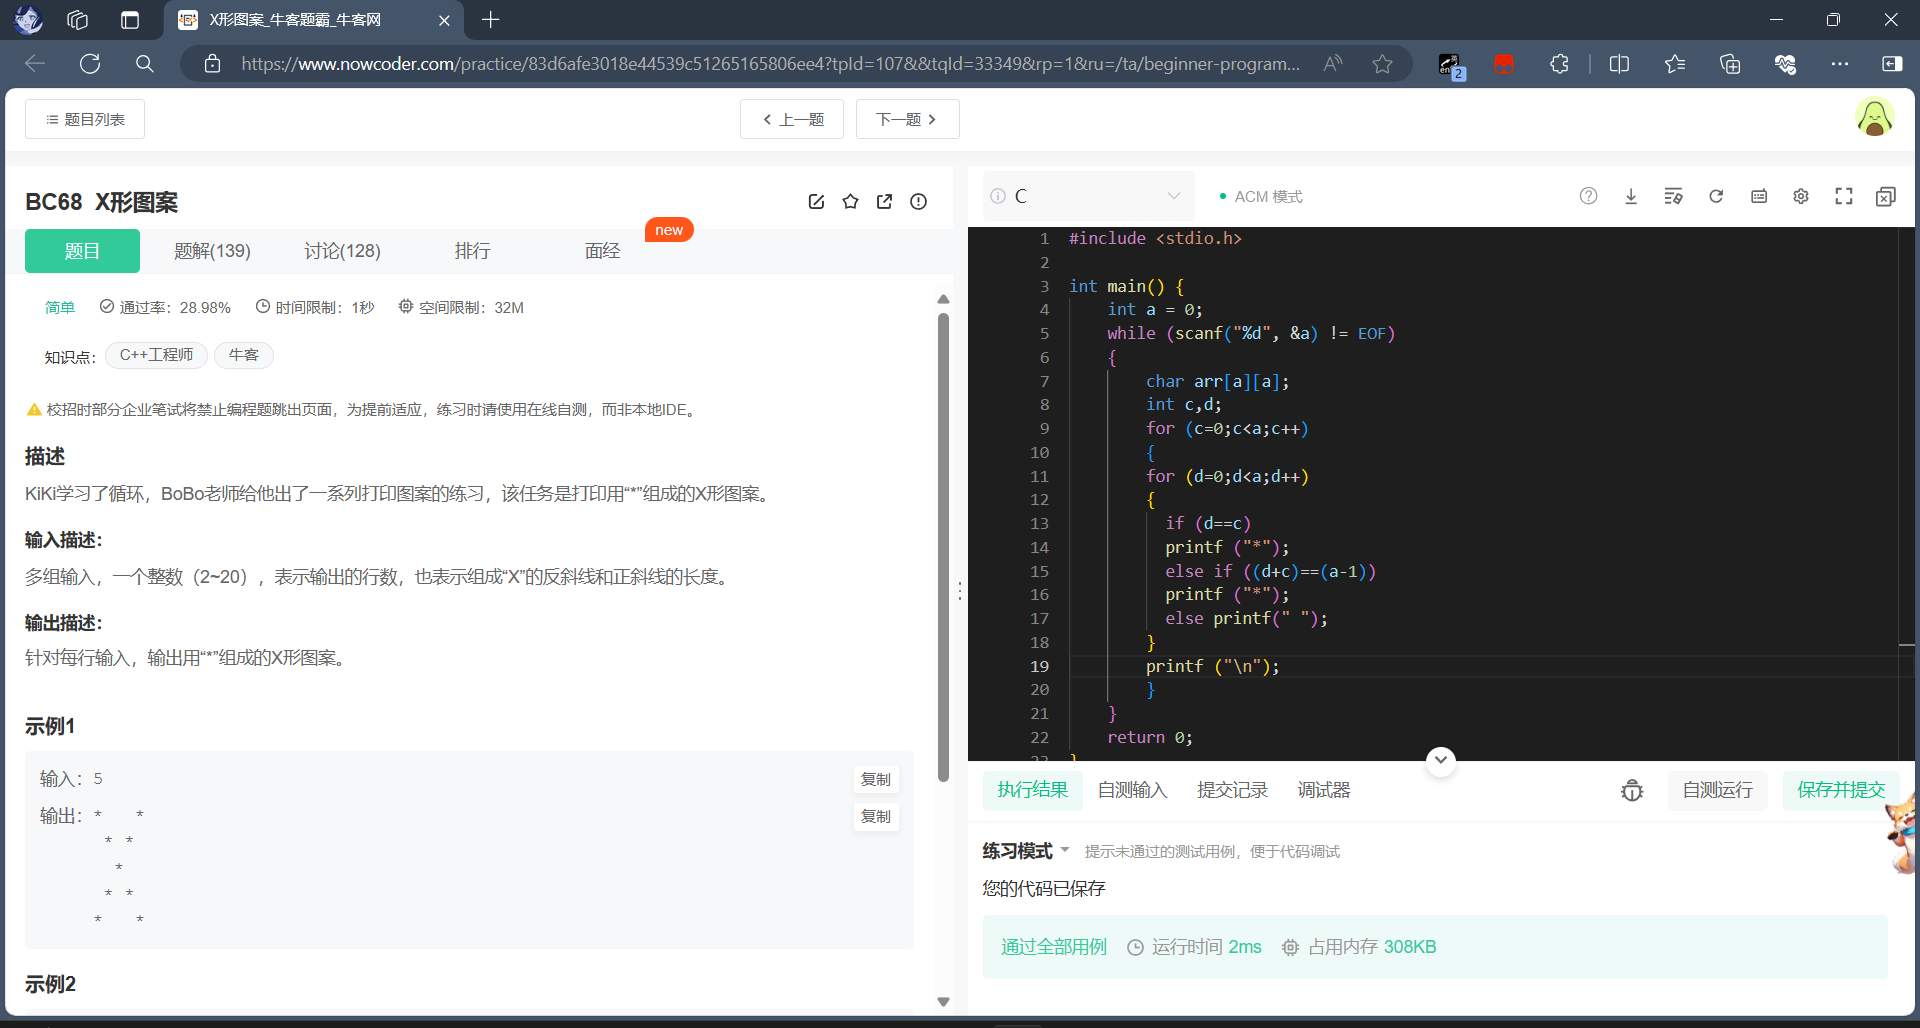 X形图案_牛客题霸_牛客网
https://www.nowcoder.com/practice/83d6afe3018e44539c51265165806ee4?tpId=107&&tqId=33349&rp=1&ru=/ta/beginner-program...
2
题目列表
上一题
下一题
BC68 X形图案
题目
题解(139)
讨论(128)
排行
面经
new
简单 通过率：28.98% 时间限制：1秒 空间限制：32M
知识点：
C++工程师
牛客
校招时部分企业笔试将禁止编程题跳出页面，为提前适应，练习时请使用在线自测，而非本地IDE。
描述
KiKi学习了循环，BoBo老师给他出了一系列打印图案的练习，该任务是打印用“*”组成的X形图案。
输入描述：
多组输入，一个整数（2~20），表示输出的行数，也表示组成“X”的反斜线和正斜线的长度。
输出描述：
针对每行输入，输出用“*”组成的X形图案。
示例1
输入：5
复制
输出：*   *
 * *
  *
 * *
*   *
复制
示例2
C
ACM 模式
1 #include <stdio.h>
2
3 int main() {
4     int a = 0;
5     while (scanf("%d", &a) != EOF)
6     {
7         char arr[a][a];
8         int c,d;
9         for (c=0;c<a;c++)
10         {
11         for (d=0;d<a;d++)
12         {
13           if (d==c)
14           printf ("*");
15           else if ((d+c)==(a-1))
16           printf ("*");
17           else printf(" ");
18         }
19         printf ("\n");
20         }
21     }
22     return 0;
23 }
执行结果
自测输入
提交记录
调试器
自测运行
保存并提交
练习模式 提示未通过的测试用例，便于代码调试
您的代码已保存
通过全部用例 运行时间 2ms 占用内存 308KB